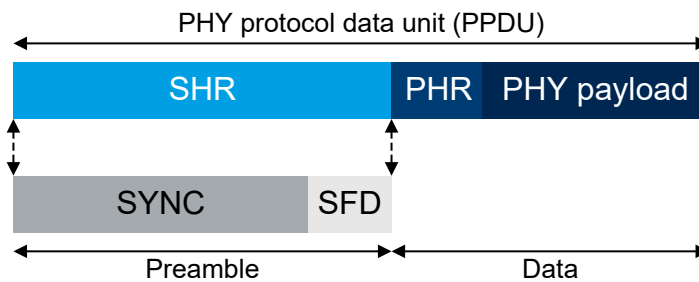 PHY protocol data unit (PPDU)
SHR PHR PHY payload
SYNC SFD
Preamble Data